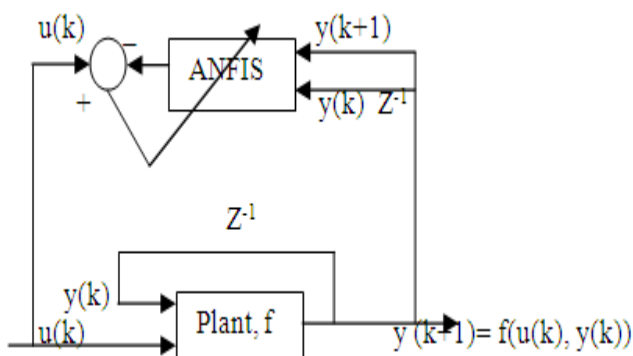 u(k)
–
y(k+1)
ANFIS
+
y(k) Z⁻¹
Z⁻¹
y(k)
Plant, f
u(k)
y (k+1)= f(u(k), y(k))